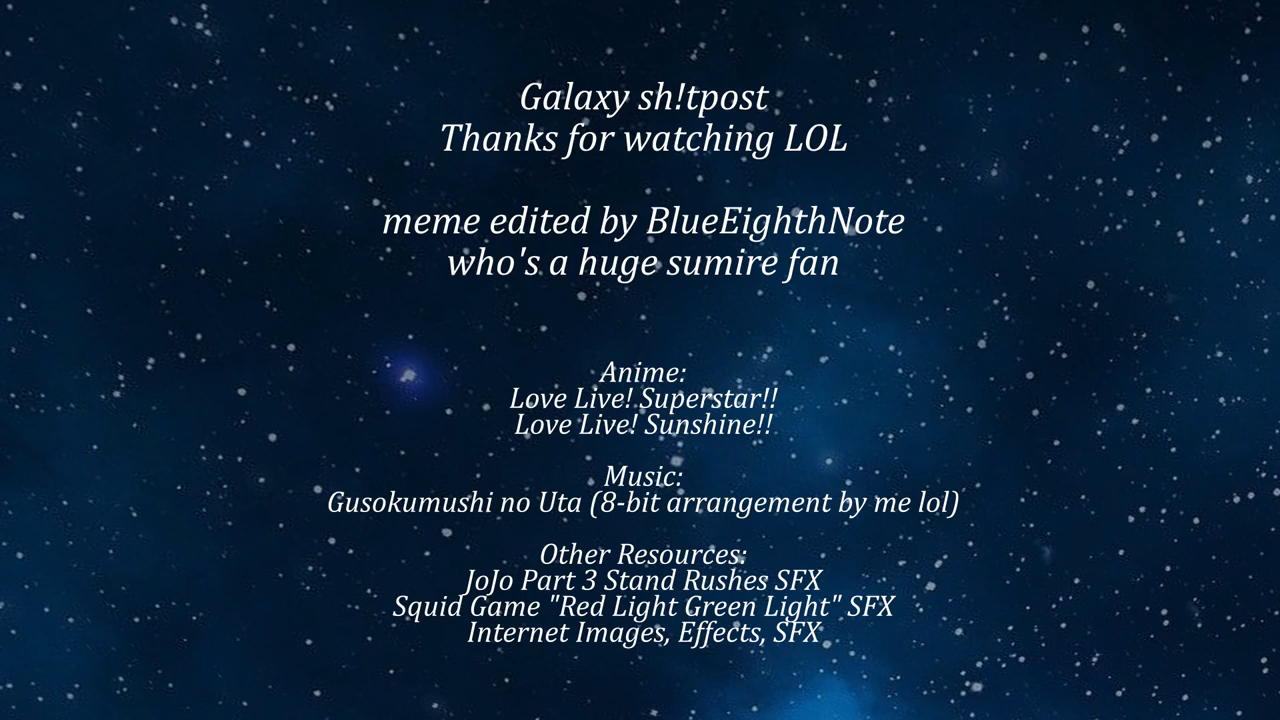 Galaxy sh!tpost
Thanks for watching LOL
meme edited by BlueEighthNote
who's a huge sumire fan
Anime:
Love Live! Superstar!!
Love Live! Sunshine!!
Music:
Gusokumushi no Uta (8-bit arrangement by me lol)
Other Resources:
JoJo Part 3 Stand Rushes SFX
Squid Game "Red Light Green Light" SFX
Internet Images, Effects, SFX